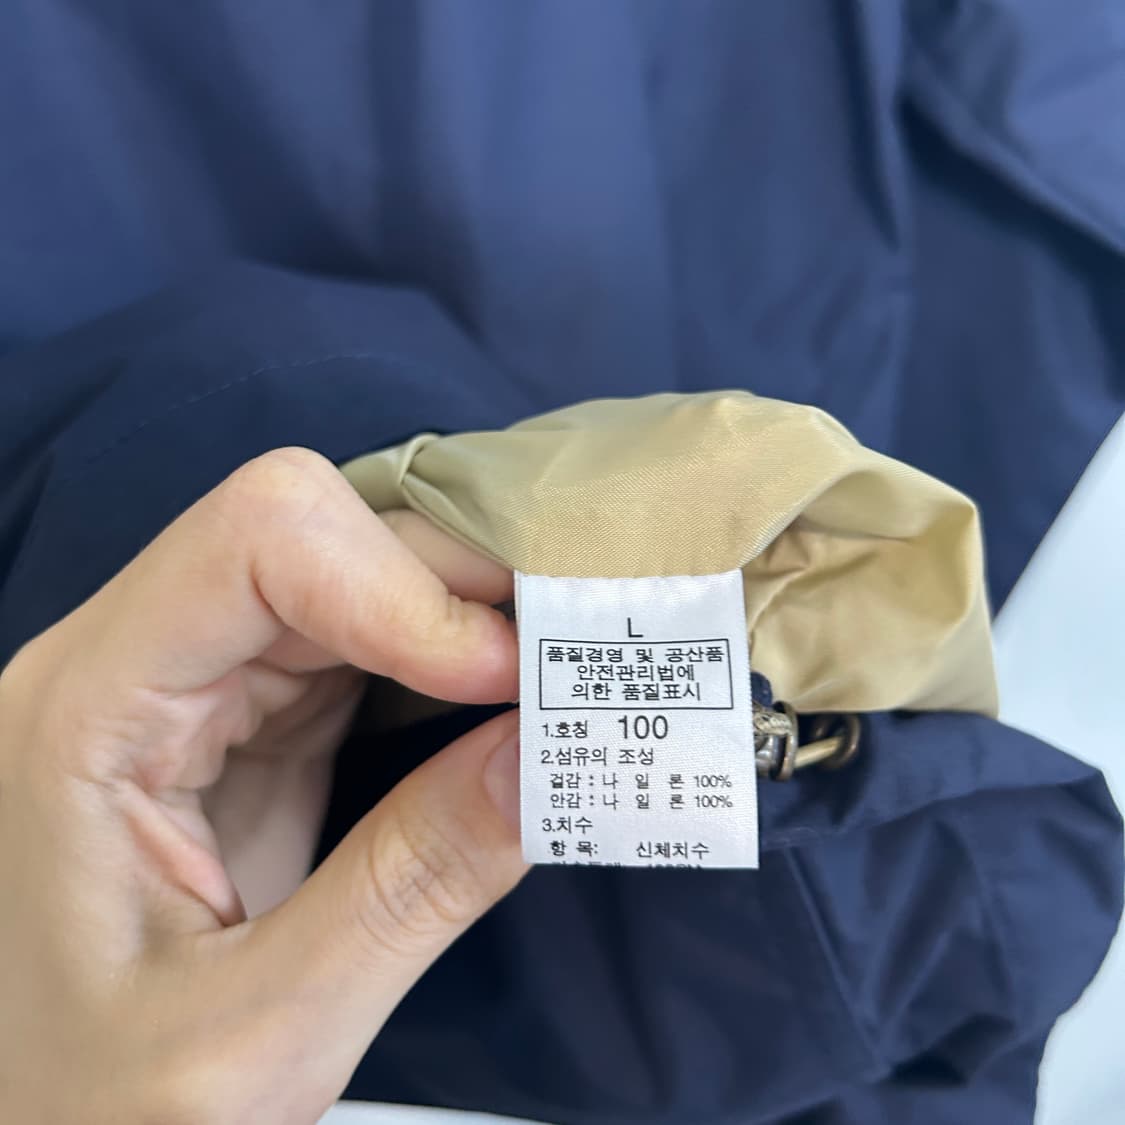 L
품질경영 및 공산품
안전관리법에
의한 품질표시
1.호칭 100
2.섬유의 조성
겉감 : 나 일 론 100%
안감 : 나 일 론 100%
3.치수
항 목: 신체치수